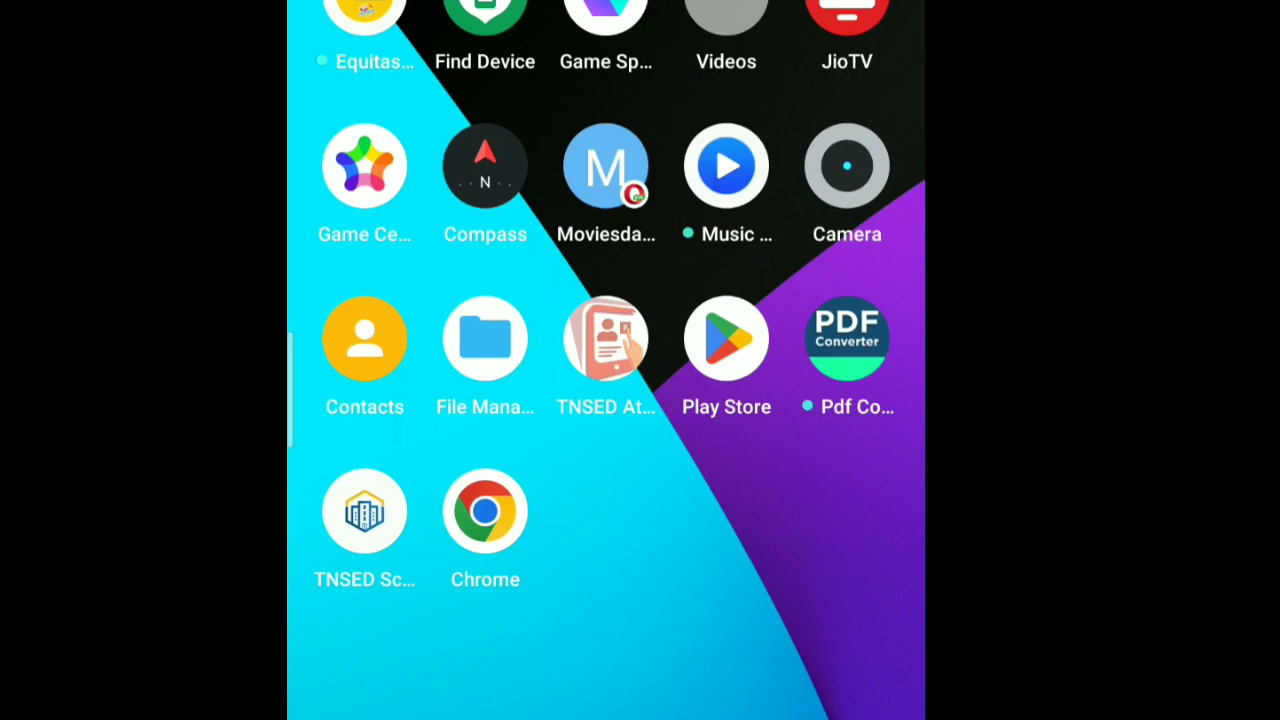 Equitas...
Find Device
Game Sp...
Videos
JioTV
N
M
Game Ce...
Compass
Moviesda...
Music ...
Camera
PDF
Converter
Contacts
File Mana...
TNSED At...
Play Store
Pdf Co...
TNSED Sc...
Chrome